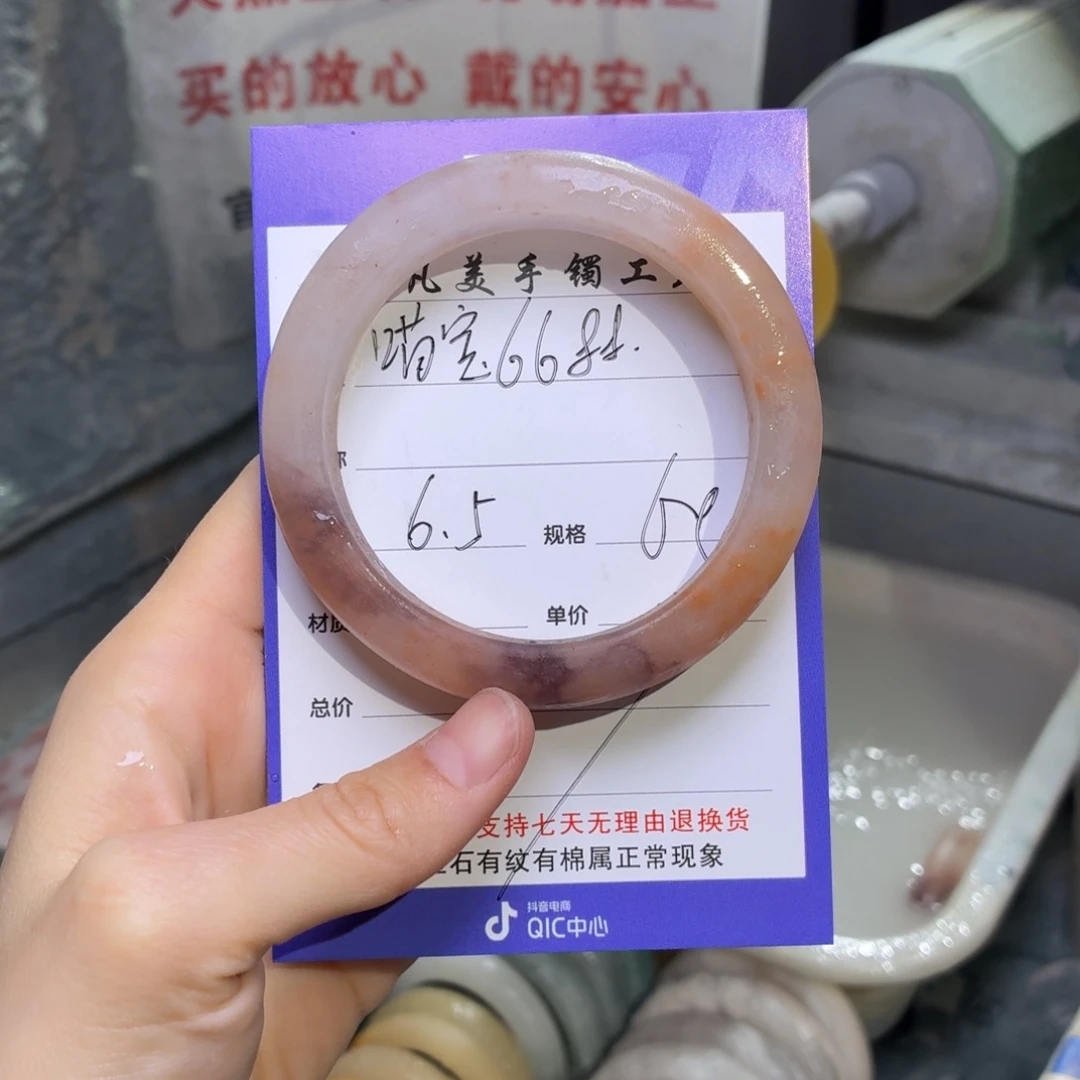 买的放心 戴的安心
美手镯工
喵宝66
6.5 规格
材质 单价
总价
支持七天无理由退换货
石有纹有棉属正常现象
抖音电商
QIC中心